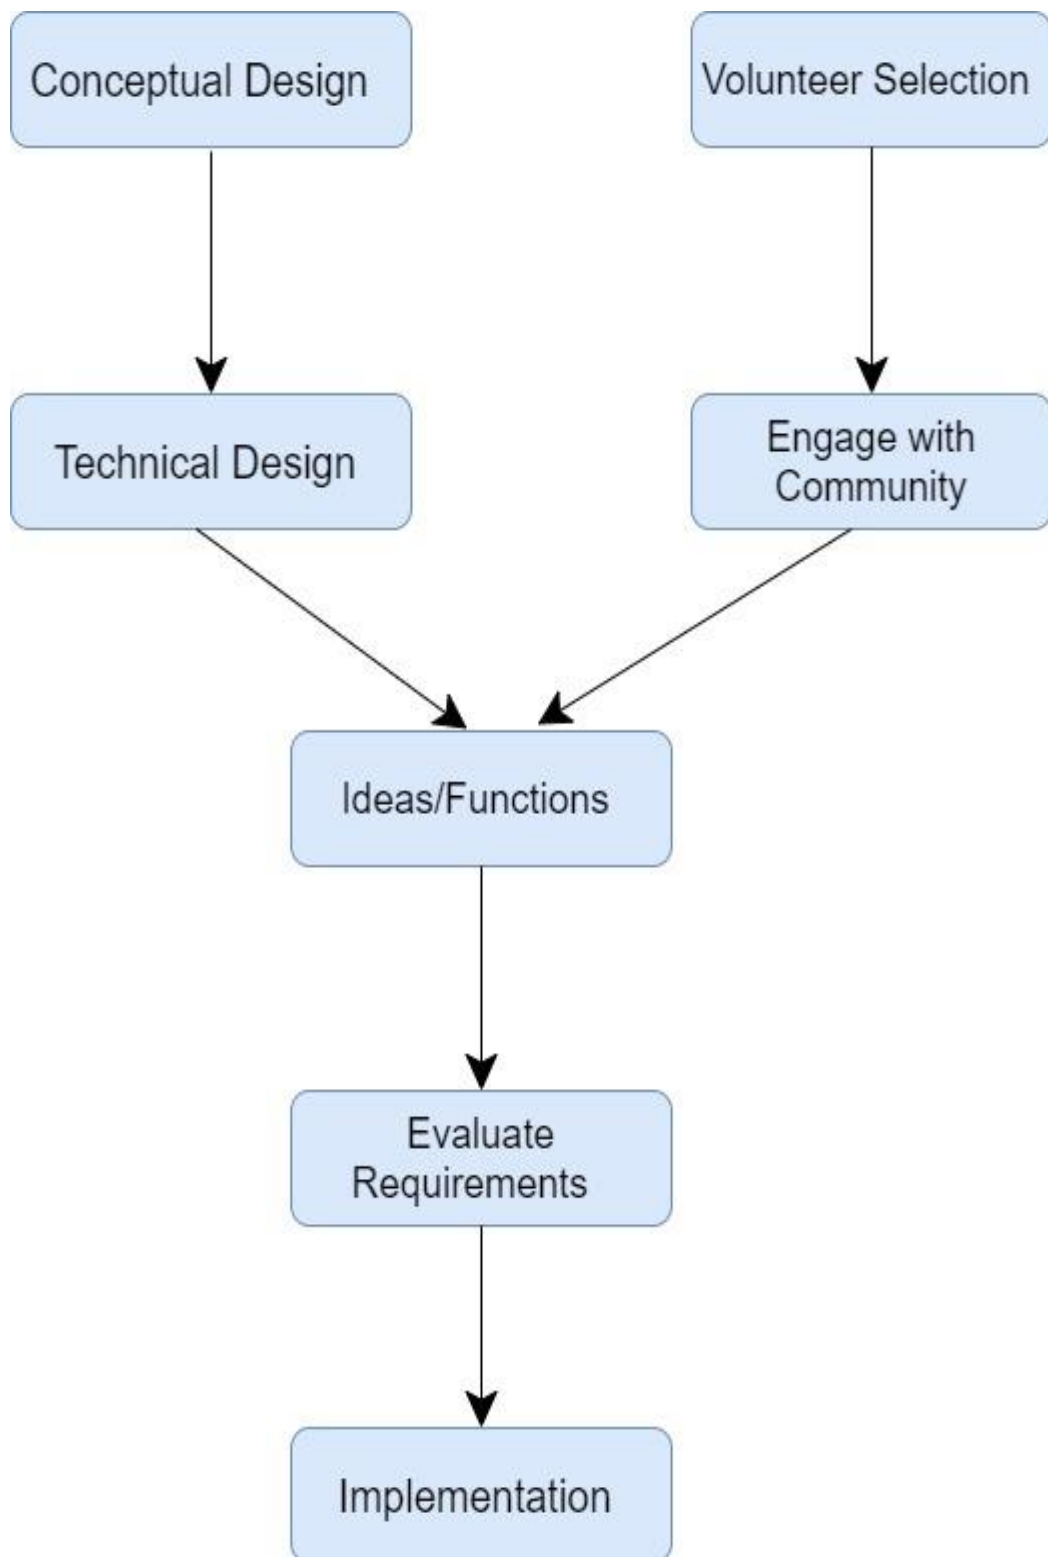 Conceptual Design
Volunteer Selection
Technical Design
Engage with
Community
Ideas/Functions
Evaluate
Requirements
Implementation